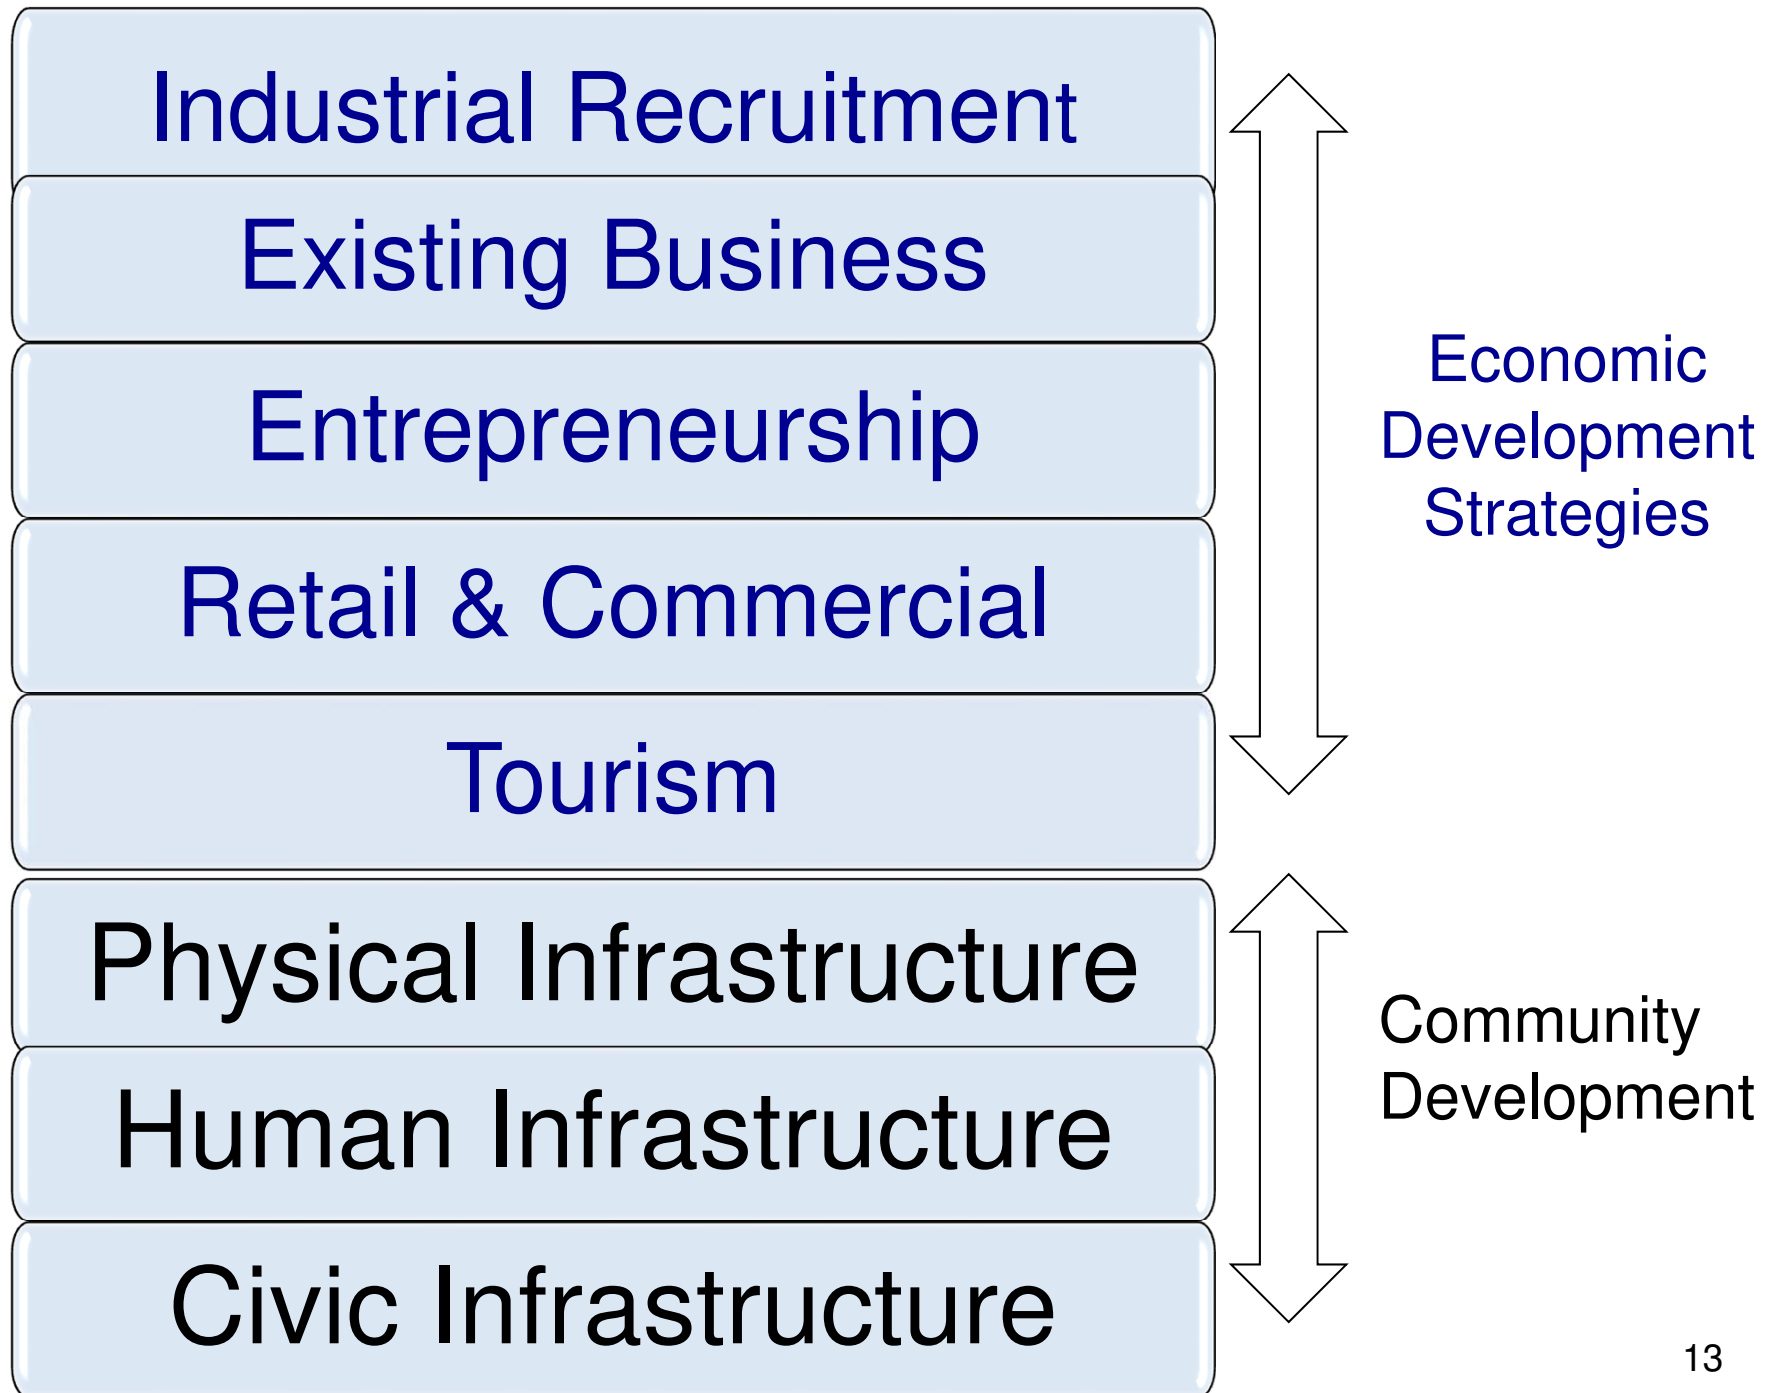 Industrial Recruitment
Existing Business
Entrepreneurship
Retail & Commercial
Tourism
Economic
Development
Strategies
Physical Infrastructure
Human Infrastructure
Civic Infrastructure
Community
Development
13